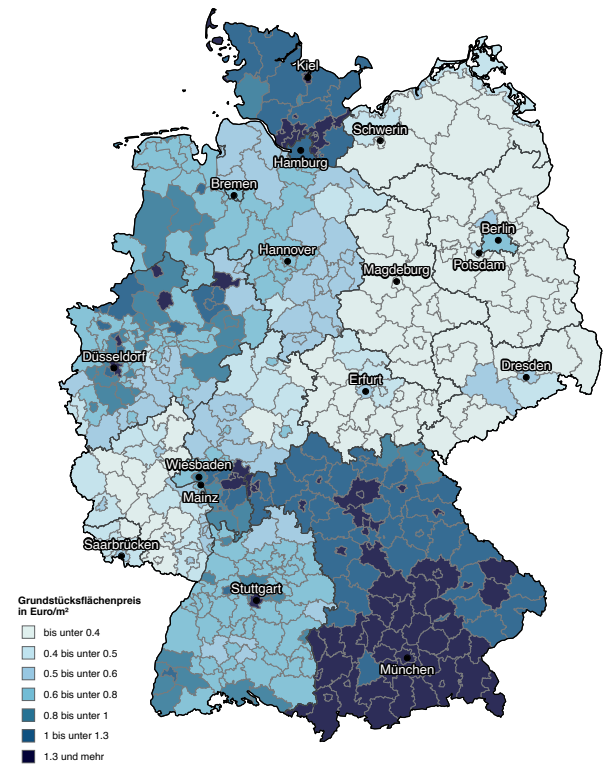 Kiel
Schwerin
Hamburg
Bremen
Berlin
Hannover
Potsdam
Magdeburg
Düsseldorf
Dresden
Erfurt
Wiesbaden
Mainz
Saarbrücken
Stuttgart
München
Grundstücksflächenpreis
in Euro/m²
bis unter 0.4
0.4 bis unter 0.5
0.5 bis unter 0.6
0.6 bis unter 0.8
0.8 bis unter 1
1 bis unter 1.3
1.3 und mehr